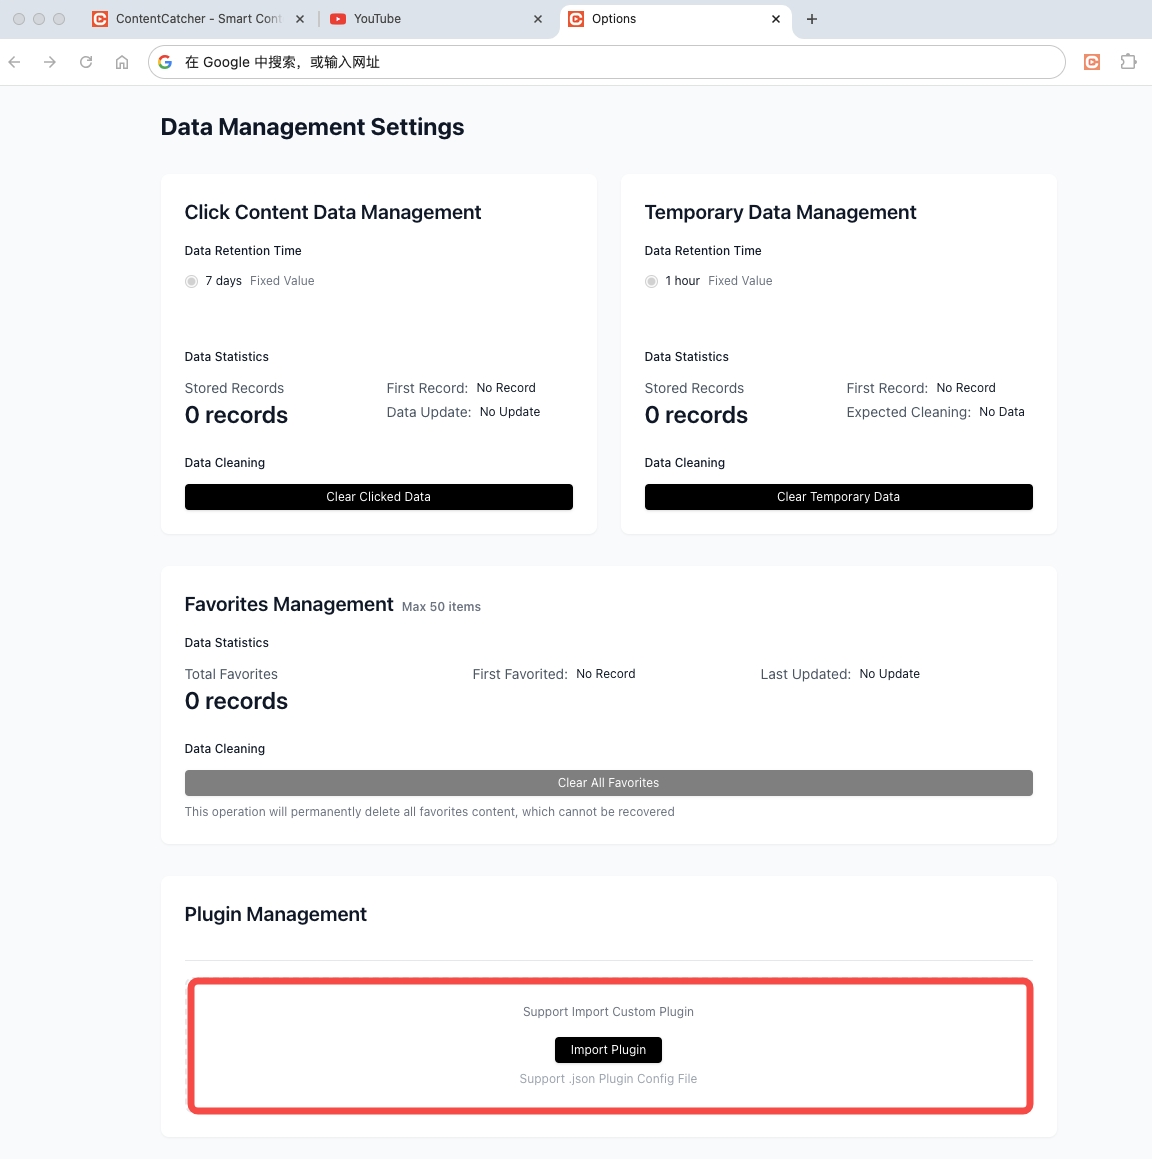 ContentCatcher - Smart Cont
YouTube
Options
在 Google 中搜索，或输入网址
Data Management Settings
Click Content Data Management
Data Retention Time
7 days Fixed Value
Data Statistics
Stored Records
0 records
First Record: No Record
Data Update: No Update
Data Cleaning
Clear Clicked Data
Temporary Data Management
Data Retention Time
1 hour Fixed Value
Data Statistics
Stored Records
0 records
First Record: No Record
Expected Cleaning: No Data
Data Cleaning
Clear Temporary Data
Favorites Management Max 50 items
Data Statistics
Total Favorites
0 records
First Favorited: No Record
Last Updated: No Update
Data Cleaning
Clear All Favorites
This operation will permanently delete all favorites content, which cannot be recovered
Plugin Management
Support Import Custom Plugin
Import Plugin
Support .json Plugin Config File